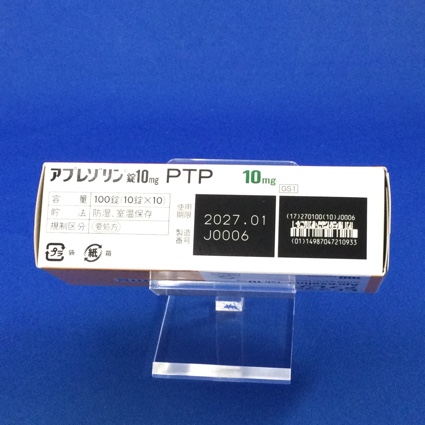 アプレゾリン錠10mg PTP 10mg
GS1
容量 100錠(10錠×10)
貯法 防湿、室温保存
規制区分 (要処方)
プラ 袋 紙 箱
使用期限 2027.01
製造番号 J0006
(17)270100(10)J0006
(01)14987047210933